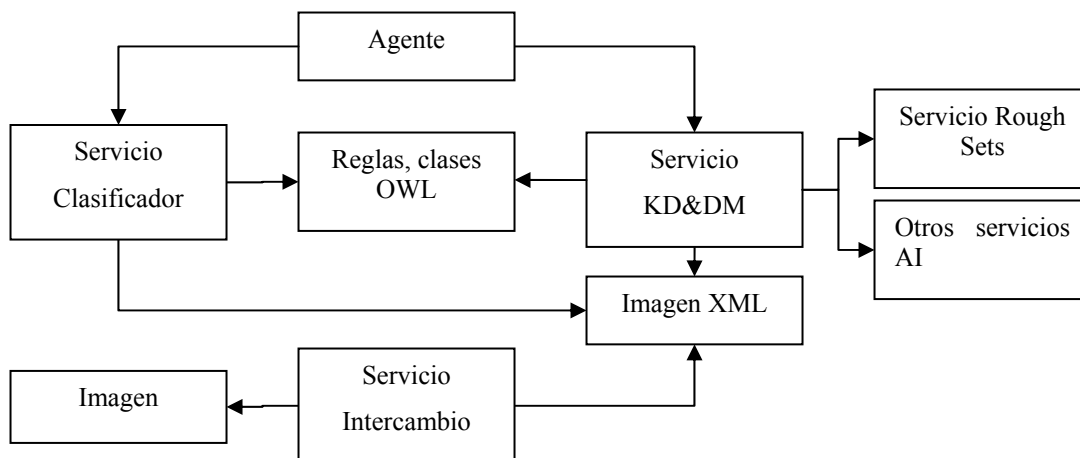 Agente
Servicio
Clasificador
Reglas, clases
OWL
Servicio
KD&DM
Servicio Rough
Sets
Otros servicios
AI
Imagen XML
Imagen
Servicio
Intercambio